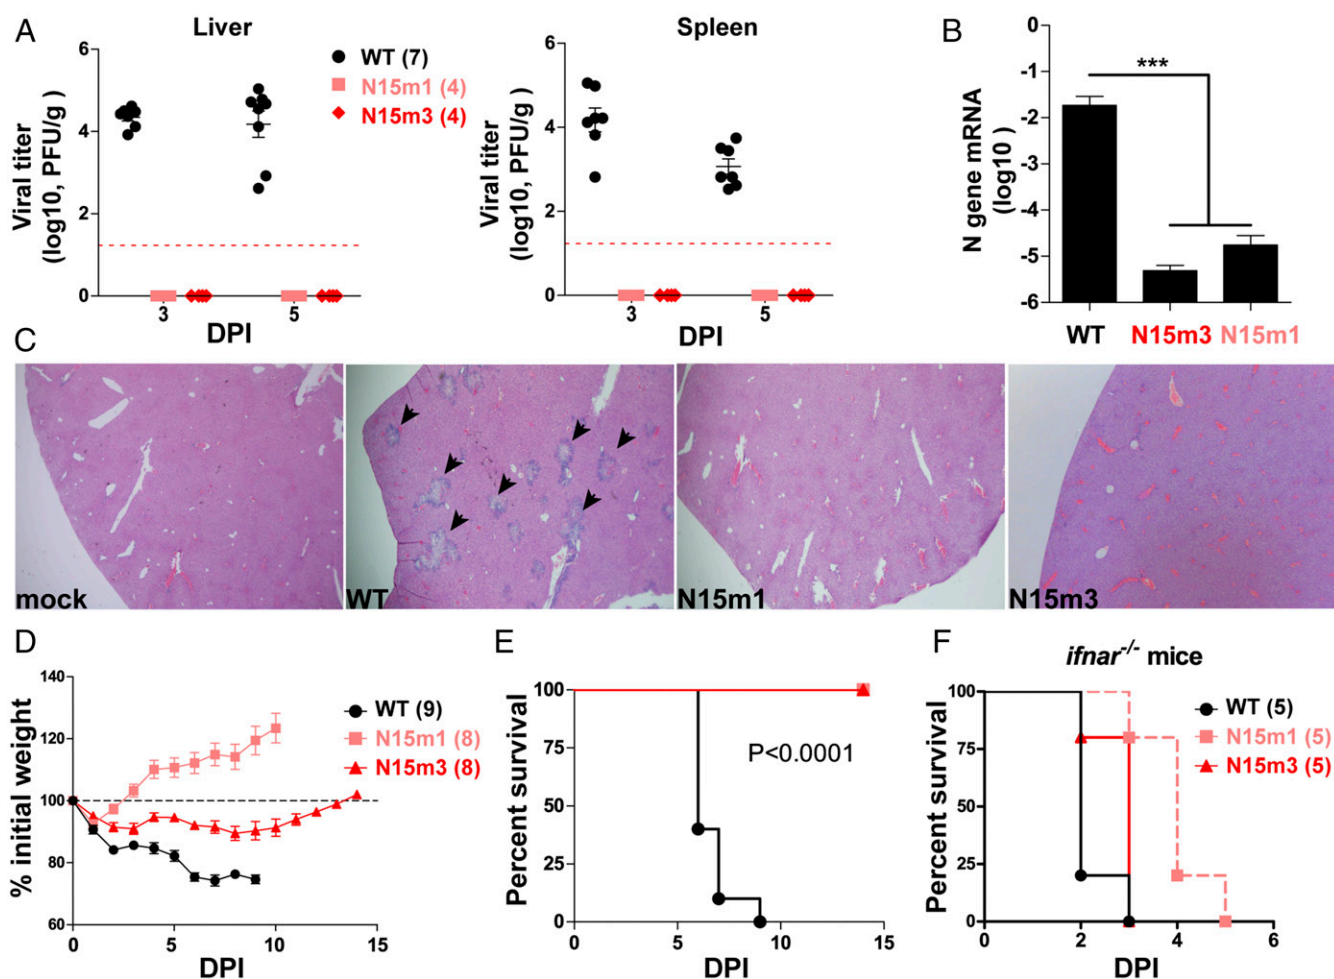 A
Liver
Viral titer
(log10, PFU/g)
6
4
2
0
3
5
DPI
WT (7)
N15m1 (4)
N15m3 (4)
Spleen
Viral titer
(log10, PFU/g)
6
4
2
0
3
5
DPI
B
N gene mRNA
(log10 )
0
-1
-2
-3
-4
-5
-6
***
WT
N15m3
N15m1
C
mock
WT
N15m1
N15m3
D
% initial weight
140
120
100
80
60
0
5
10
15
DPI
WT (9)
N15m1 (8)
N15m3 (8)
E
Percent survival
100
75
50
25
0
0
5
10
15
DPI
P<0.0001
F
ifnar-/- mice
Percent survival
100
75
50
25
0
0
2
4
6
DPI
WT (5)
N15m1 (5)
N15m3 (5)